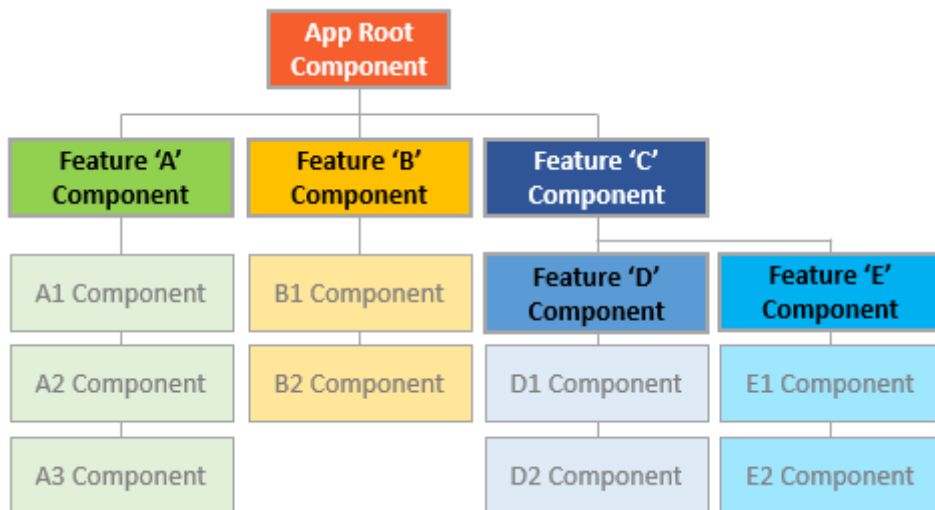 App Root
Component
Feature ‘A’
Component
Feature ‘B’
Component
Feature ‘C’
Component
A1 Component
B1 Component
Feature ‘D’
Component
Feature ‘E’
Component
A2 Component
B2 Component
D1 Component
E1 Component
A3 Component
D2 Component
E2 Component